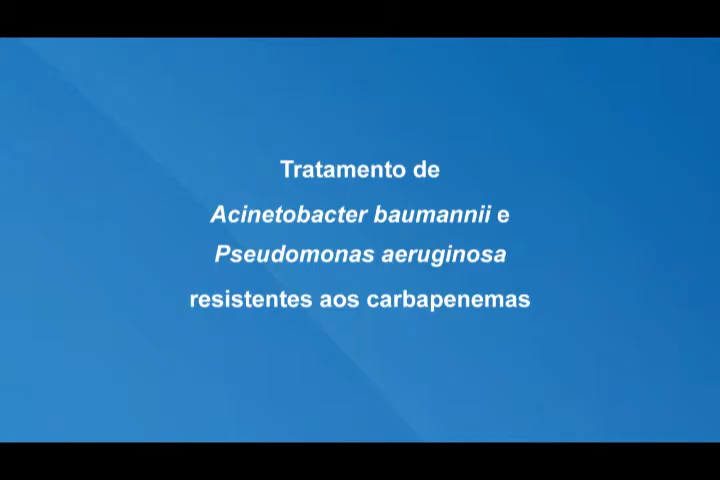 Tratamento de
Acinetobacter baumannii e
Pseudomonas aeruginosa
resistentes aos carbapenemas